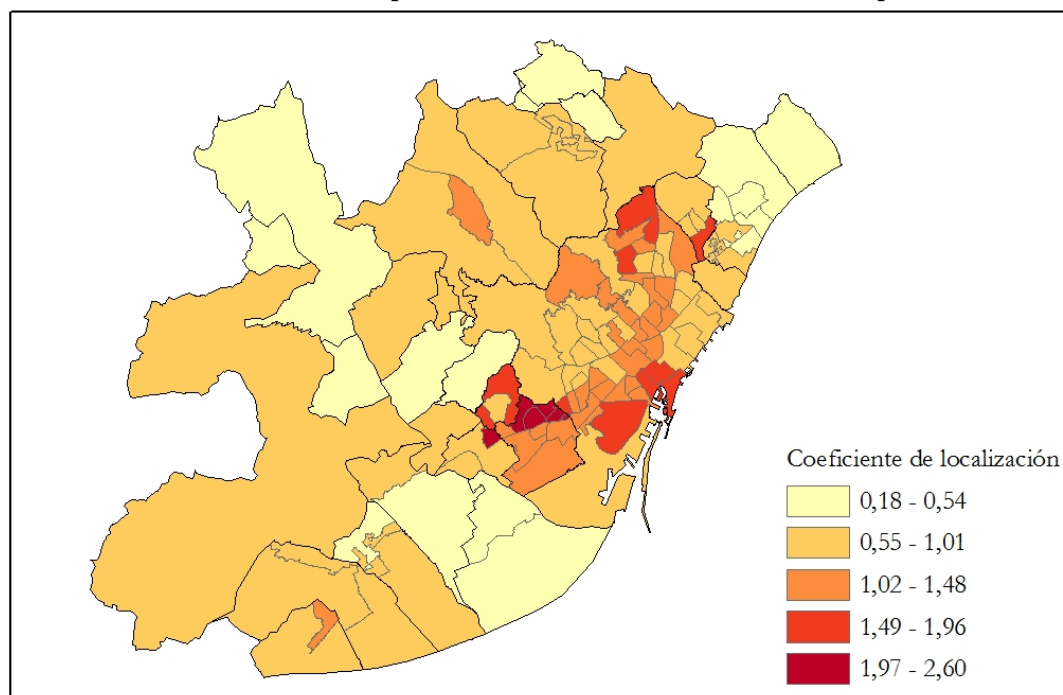 Coeficiente de localización
0,18 - 0,54
0,55 - 1,01
1,02 - 1,48
1,49 - 1,96
1,97 - 2,60